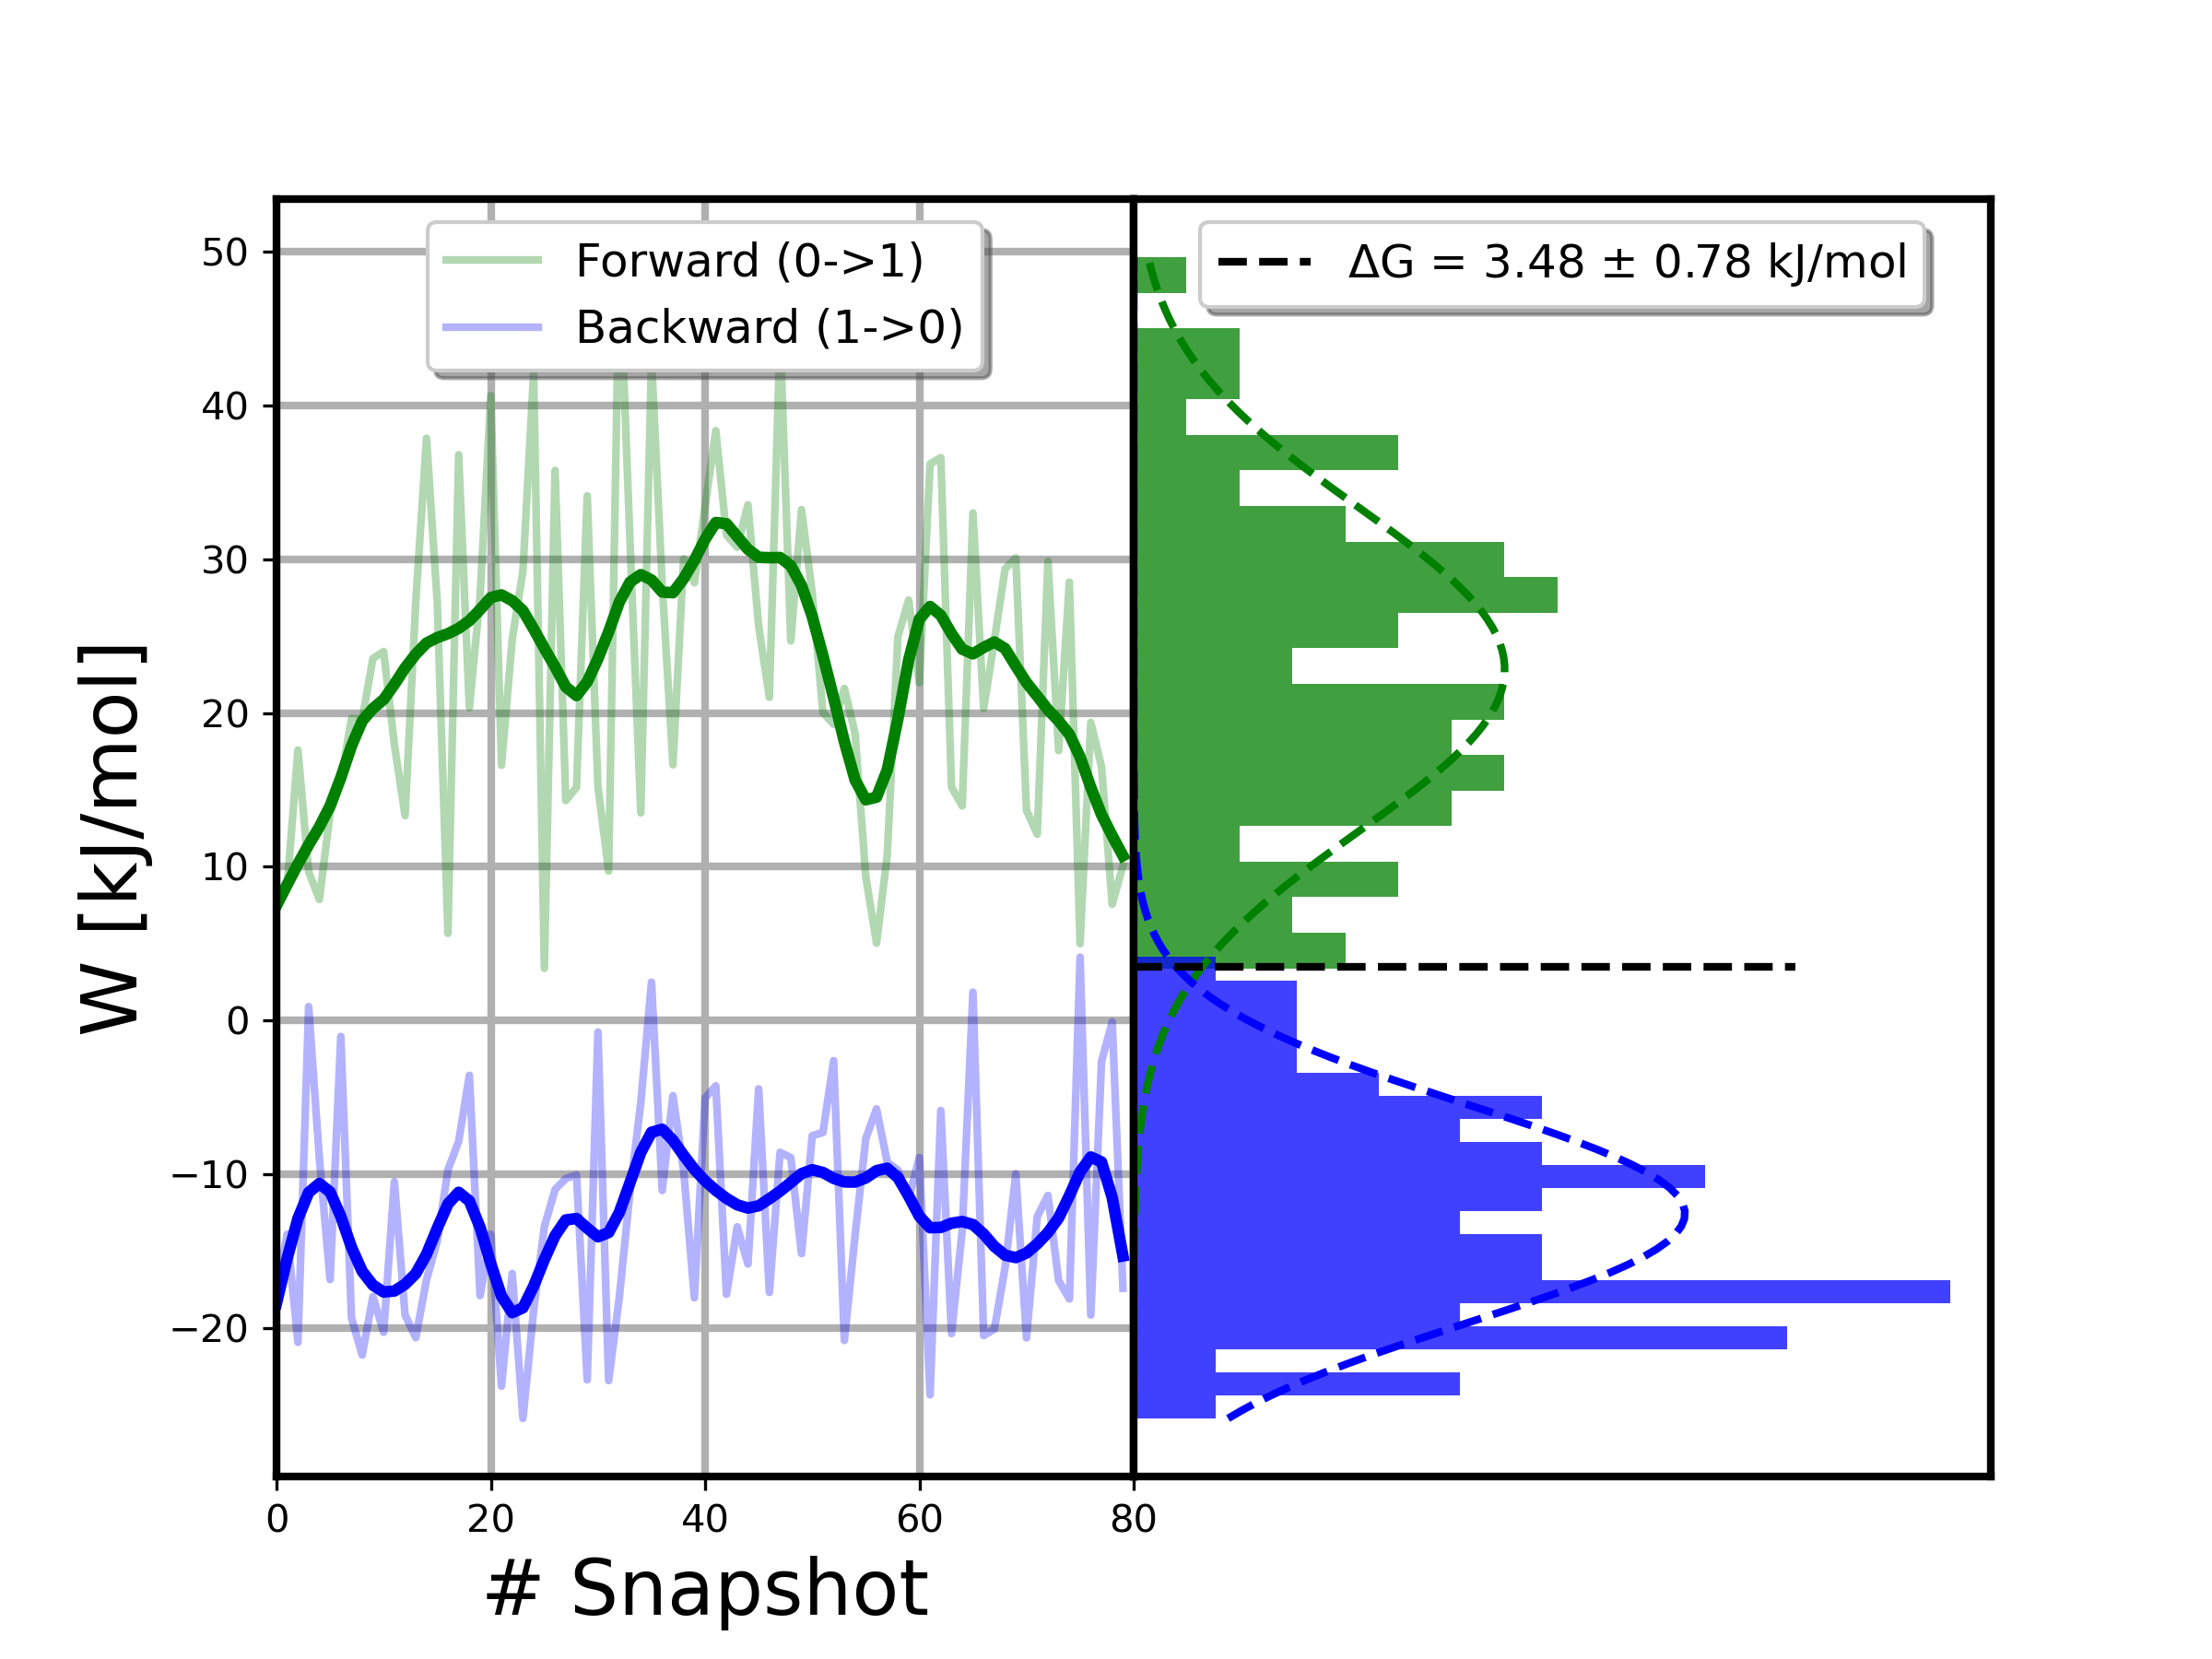 50
40
30
20
10
0
−10
−20
W [kJ/mol]
Forward (0->1)
Backward (1->0)
ΔG = 3.48 ± 0.78 kJ/mol
0 20 40 60 80
# Snapshot